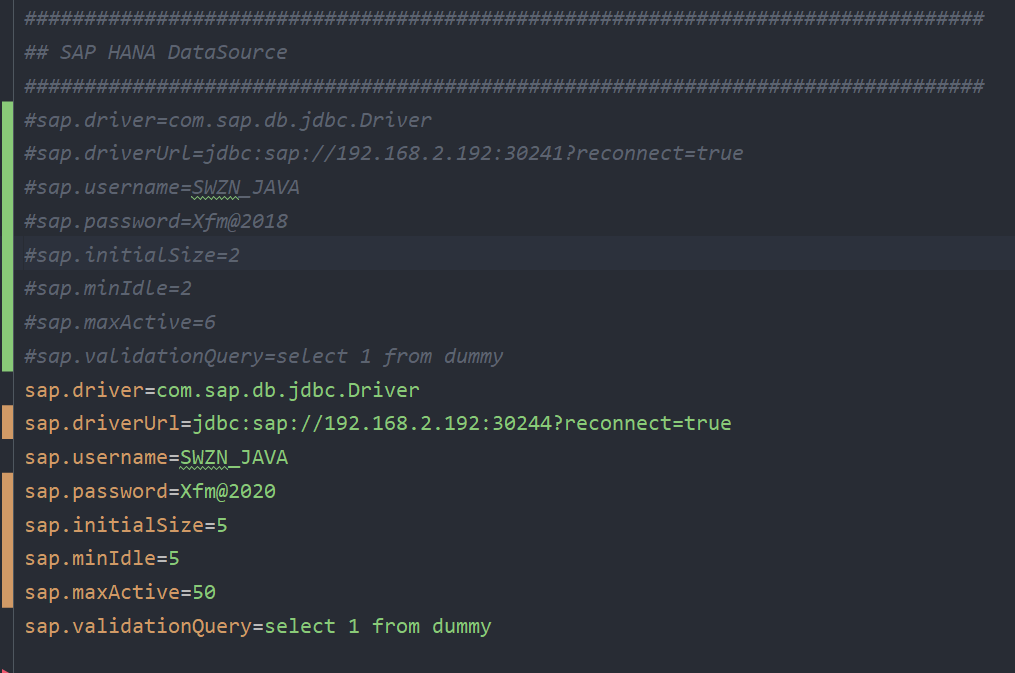 ################################################################################
## SAP HANA DataSource
################################################################################
#sap.driver=com.sap.db.jdbc.Driver
#sap.driverUrl=jdbc:sap://192.168.2.192:30241?reconnect=true
#sap.username=SWZN_JAVA
#sap.password=Xfm@2018
#sap.initialSize=2
#sap.minIdle=2
#sap.maxActive=6
#sap.validationQuery=select 1 from dummy
sap.driver=com.sap.db.jdbc.Driver
sap.driverUrl=jdbc:sap://192.168.2.192:30244?reconnect=true
sap.username=SWZN_JAVA
sap.password=Xfm@2020
sap.initialSize=5
sap.minIdle=5
sap.maxActive=50
sap.validationQuery=select 1 from dummy